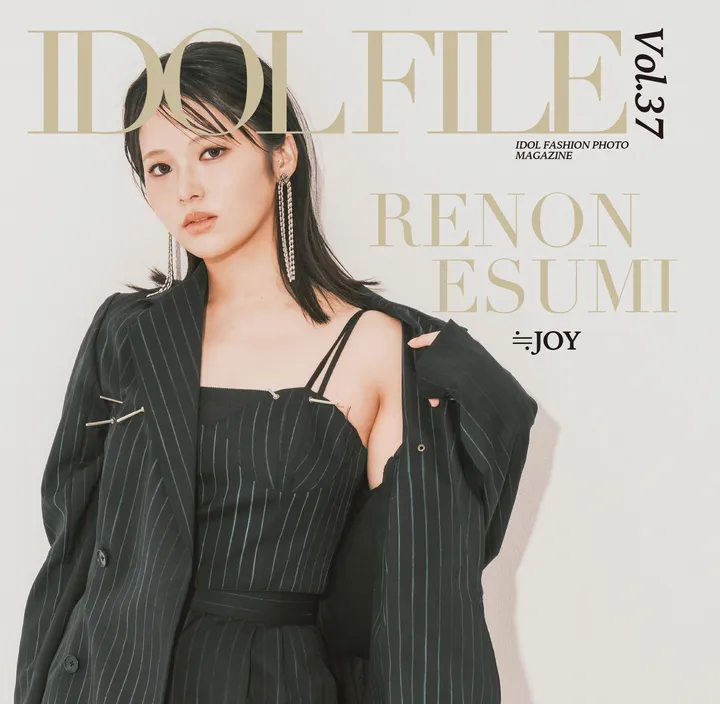 IDOL FILE
Vol.37
IDOL FASHION PHOTO
MAGAZINE
RENON
ESUMI
≒JOY